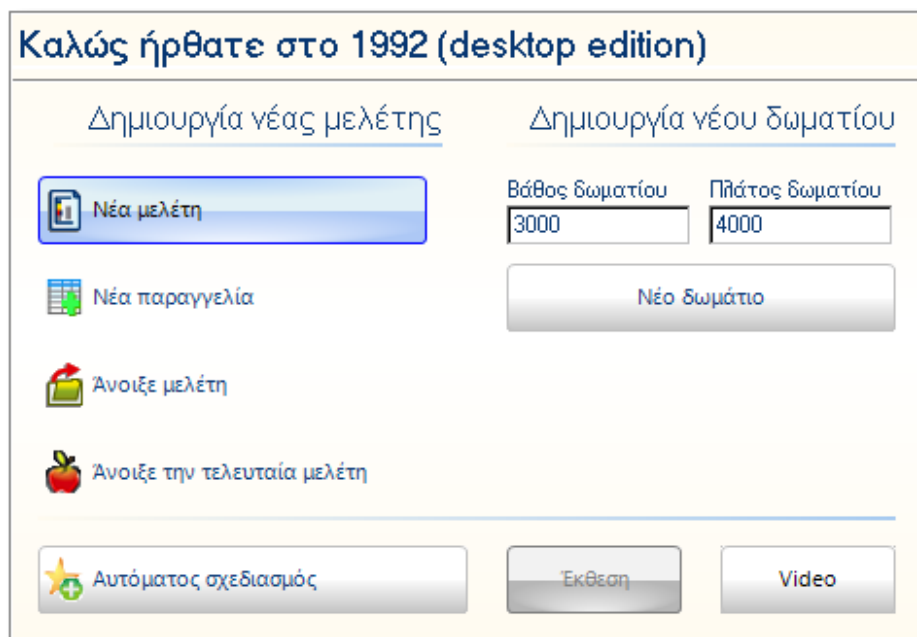 Καλώς ήρθατε στο 1992 (desktop edition)
Δημιουργία νέας μελέτης
Νέα μελέτη
Νέα παραγγελία
Άνοιξε μελέτη
Άνοιξε την τελευταία μελέτη
Δημιουργία νέου δωματίου
Βάθος δωματίου Πλάτος δωματίου
3000 4000
Νέο δωμάτιο
Αυτόματος σχεδιασμός Έκθεση Video